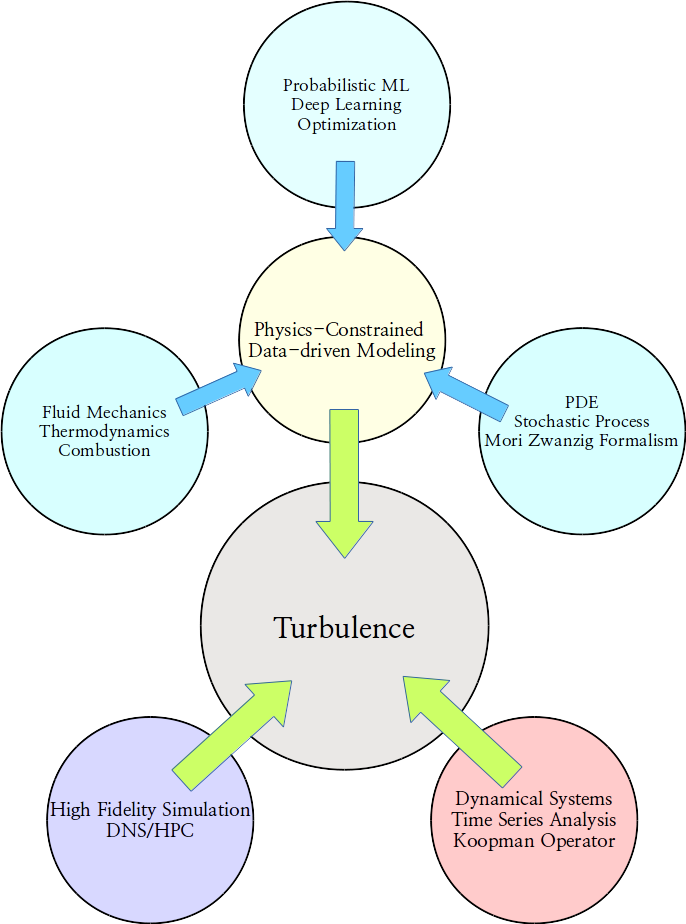 Probabilistic ML
Deep Learning
Optimization
Physics-Constrained
Data-driven Modeling
Fluid Mechanics
Thermodynamics
Combustion
PDE
Stochastic Process
Mori Zwanzig Formalism
Turbulence
High Fidelity Simulation
DNS/HPC
Dynamical Systems
Time Series Analysis
Koopman Operator